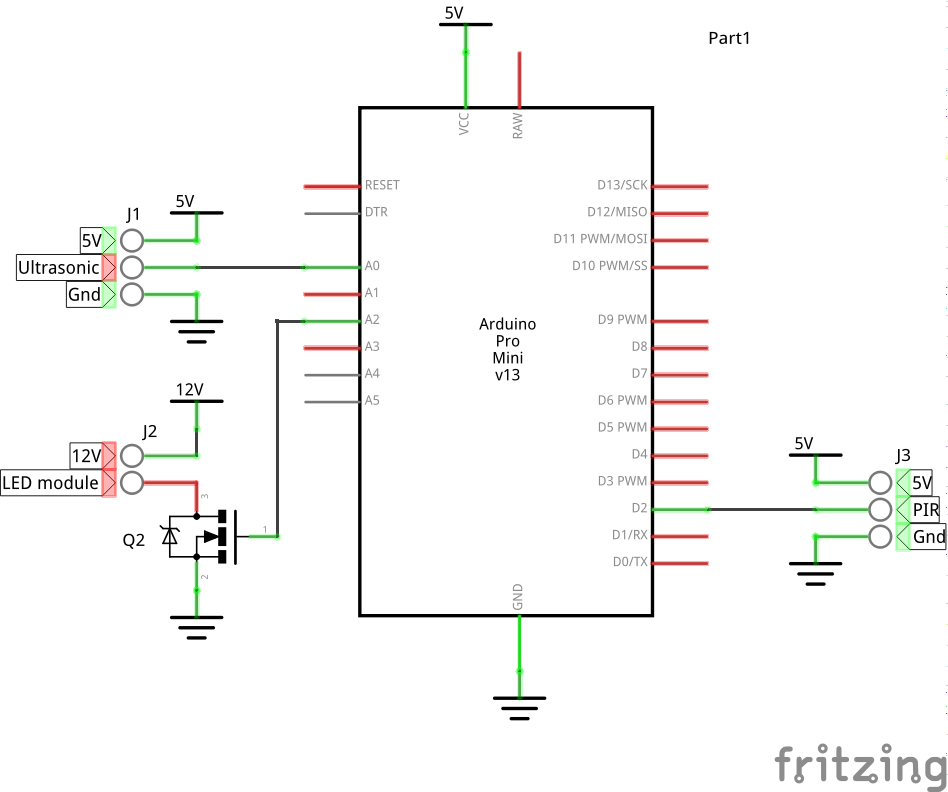 5V
Part1
VCC
RAW
RESET
DTR
A0
A1
A2
A3
A4
A5
D13/SCK
D12/MISO
D11 PWM/MOSI
D10 PWM/SS
D9 PWM
D8
D7
D6 PWM
D5 PWM
D4
D3 PWM
D2
D1/RX
D0/TX
Arduino
Pro
Mini
v13
GND
5V
J1
5V
Ultrasonic
Gnd
12V
J2
12V
LED module
3
Q2
1
2
5V
J3
5V
PIR
Gnd
fritzing